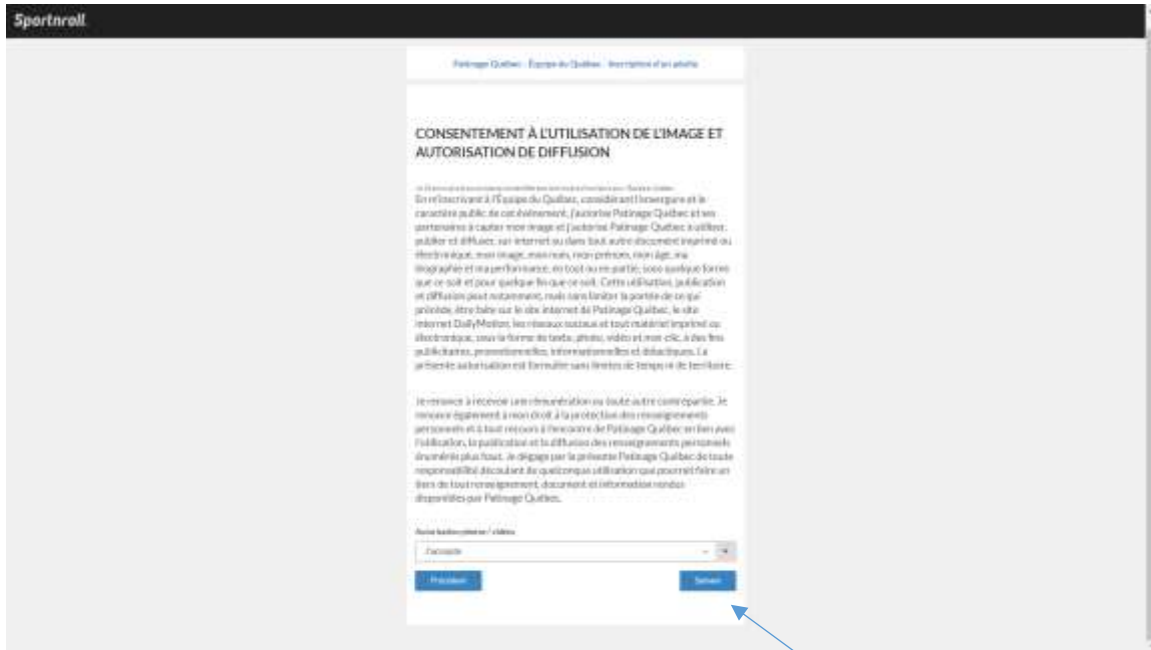 Sportnroll
Patinage Québec - Équipe du Québec - Inscription d'un adulte
CONSENTEMENT À L'UTILISATION DE L'IMAGE ET
AUTORISATION DE DIFFUSION
En m'inscrivant à l'Équipe du Québec, considérant l'envergure et le
caractère public de cet événement, j'autorise Patinage Québec et ses
partenaires à capter mon image et j'autorise Patinage Québec à utiliser,
publier et diffuser, sur internet ou dans tout autre document imprimé ou
électronique, mon image, mon nom, mon prénom, mon âge, ma
biographie et ma performance, en tout ou en partie, sous quelque forme
que ce soit et pour quelque fin que ce soit. Cette utilisation, publication
et diffusion peut notamment, mais sans limiter la portée de ce qui
précède, être faite sur le site internet de Patinage Québec, le site
internet DailyMotion, les réseaux sociaux et tout matériel imprimé ou
électronique, sous la forme de texte, photo, vidéo et mon clic, à des fins
publicitaires, promotionnelles, informationnelles et didactiques. La
présente autorisation est formulée sans limites de temps ni de territoire.
Je renonce à recevoir une rémunération ou toute autre contrepartie. Je
renonce également à mon droit à la protection des renseignements
personnels et à tout recours à l'encontre de Patinage Québec en lien avec
l'utilisation, la publication et la diffusion des renseignements personnels
énumérés plus haut. Je dégage par la présente Patinage Québec de toute
responsabilité découlant de quelconque utilisation que pourrait faire un
tiers de tout renseignement, document et information rendus
disponibles par Patinage Québec.
Autorisation photos / vidéos
J'accepte
Précédent
Suivant